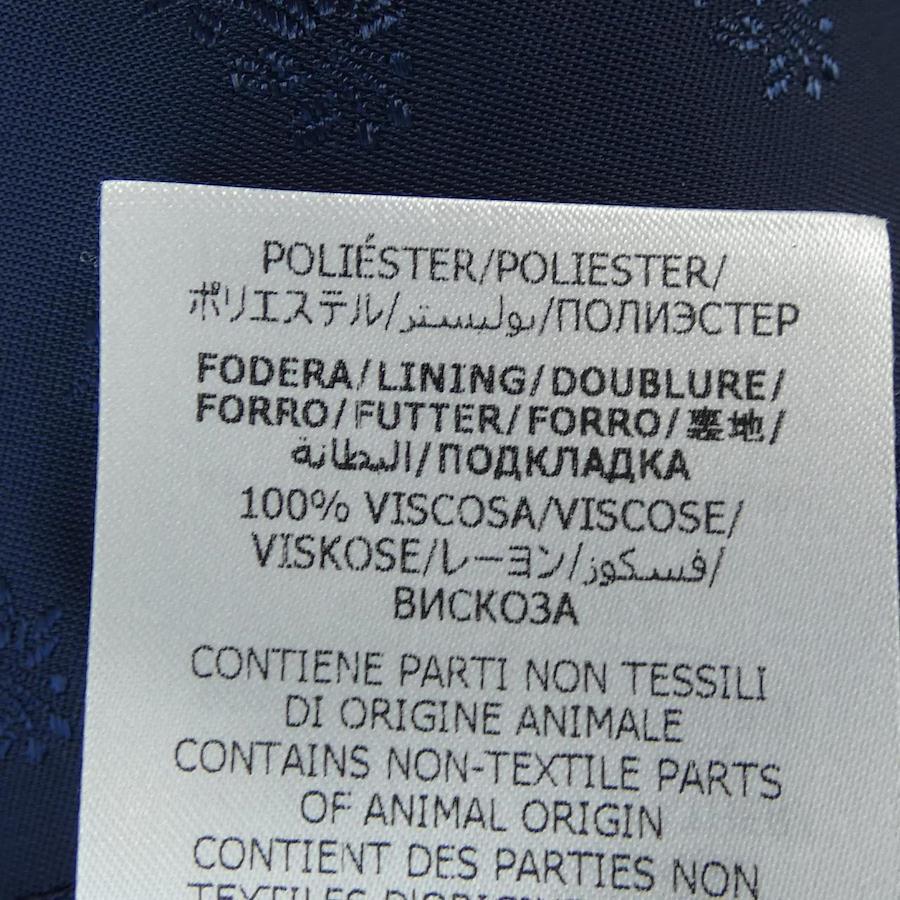 POLIÉSTER/POLIESTER/
ポリエステル/بوليستر/ПОЛИЭСТЕР
FODERA/LINING/DOUBLURE/
FORRO/FUTTER/FORRO/裏地/
البطانة/ПОДКЛАДКА
100% VISCOSA/VISCOSE/
VISKOSE/レーヨン/فسكوز/
ВИСКОЗА
CONTIENE PARTI NON TESSILI
DI ORIGINE ANIMALE
CONTAINS NON-TEXTILE PARTS
OF ANIMAL ORIGIN
CONTIENT DES PARTIES NON
TEXTILES